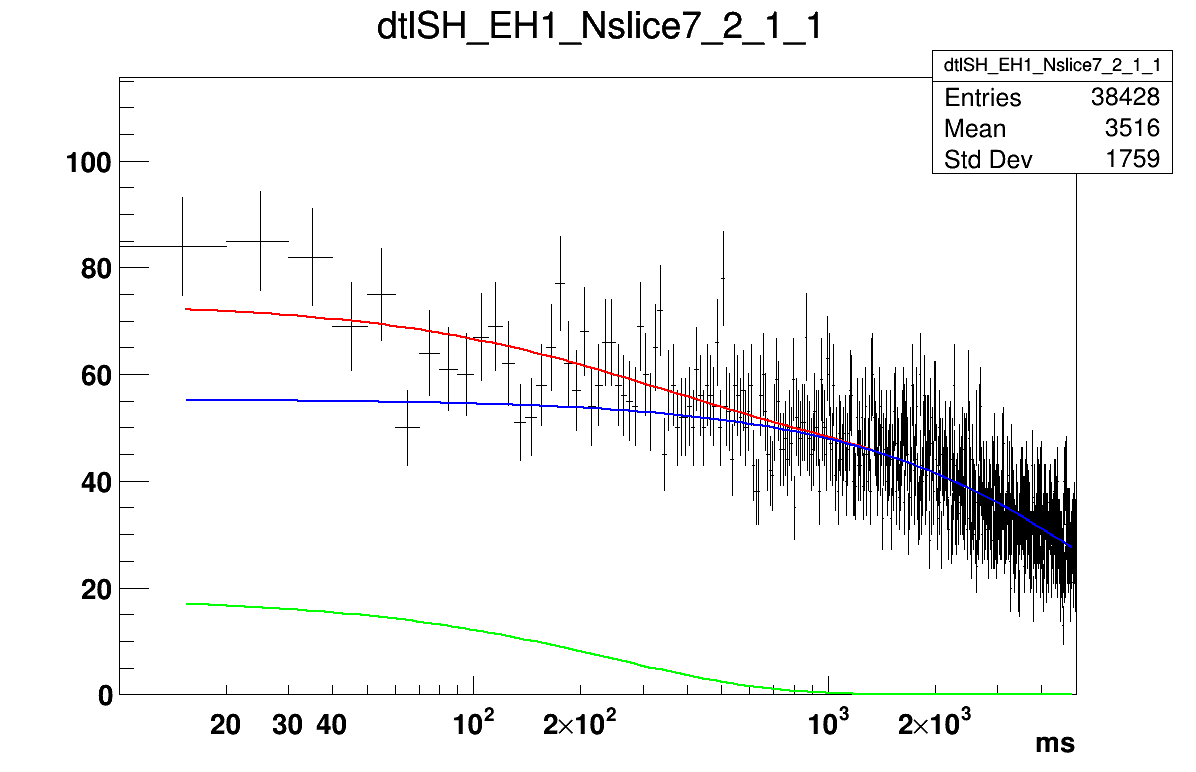 dtlSH_EH1_Nslice7_2_1_1
dtlSH_EH1_Nslice7_2_1_1
Entries 38428
Mean 3516
Std Dev 1759
100
80
60
40
20
0
20 30 40 10² 2×10² 10³ 2×10³
ms